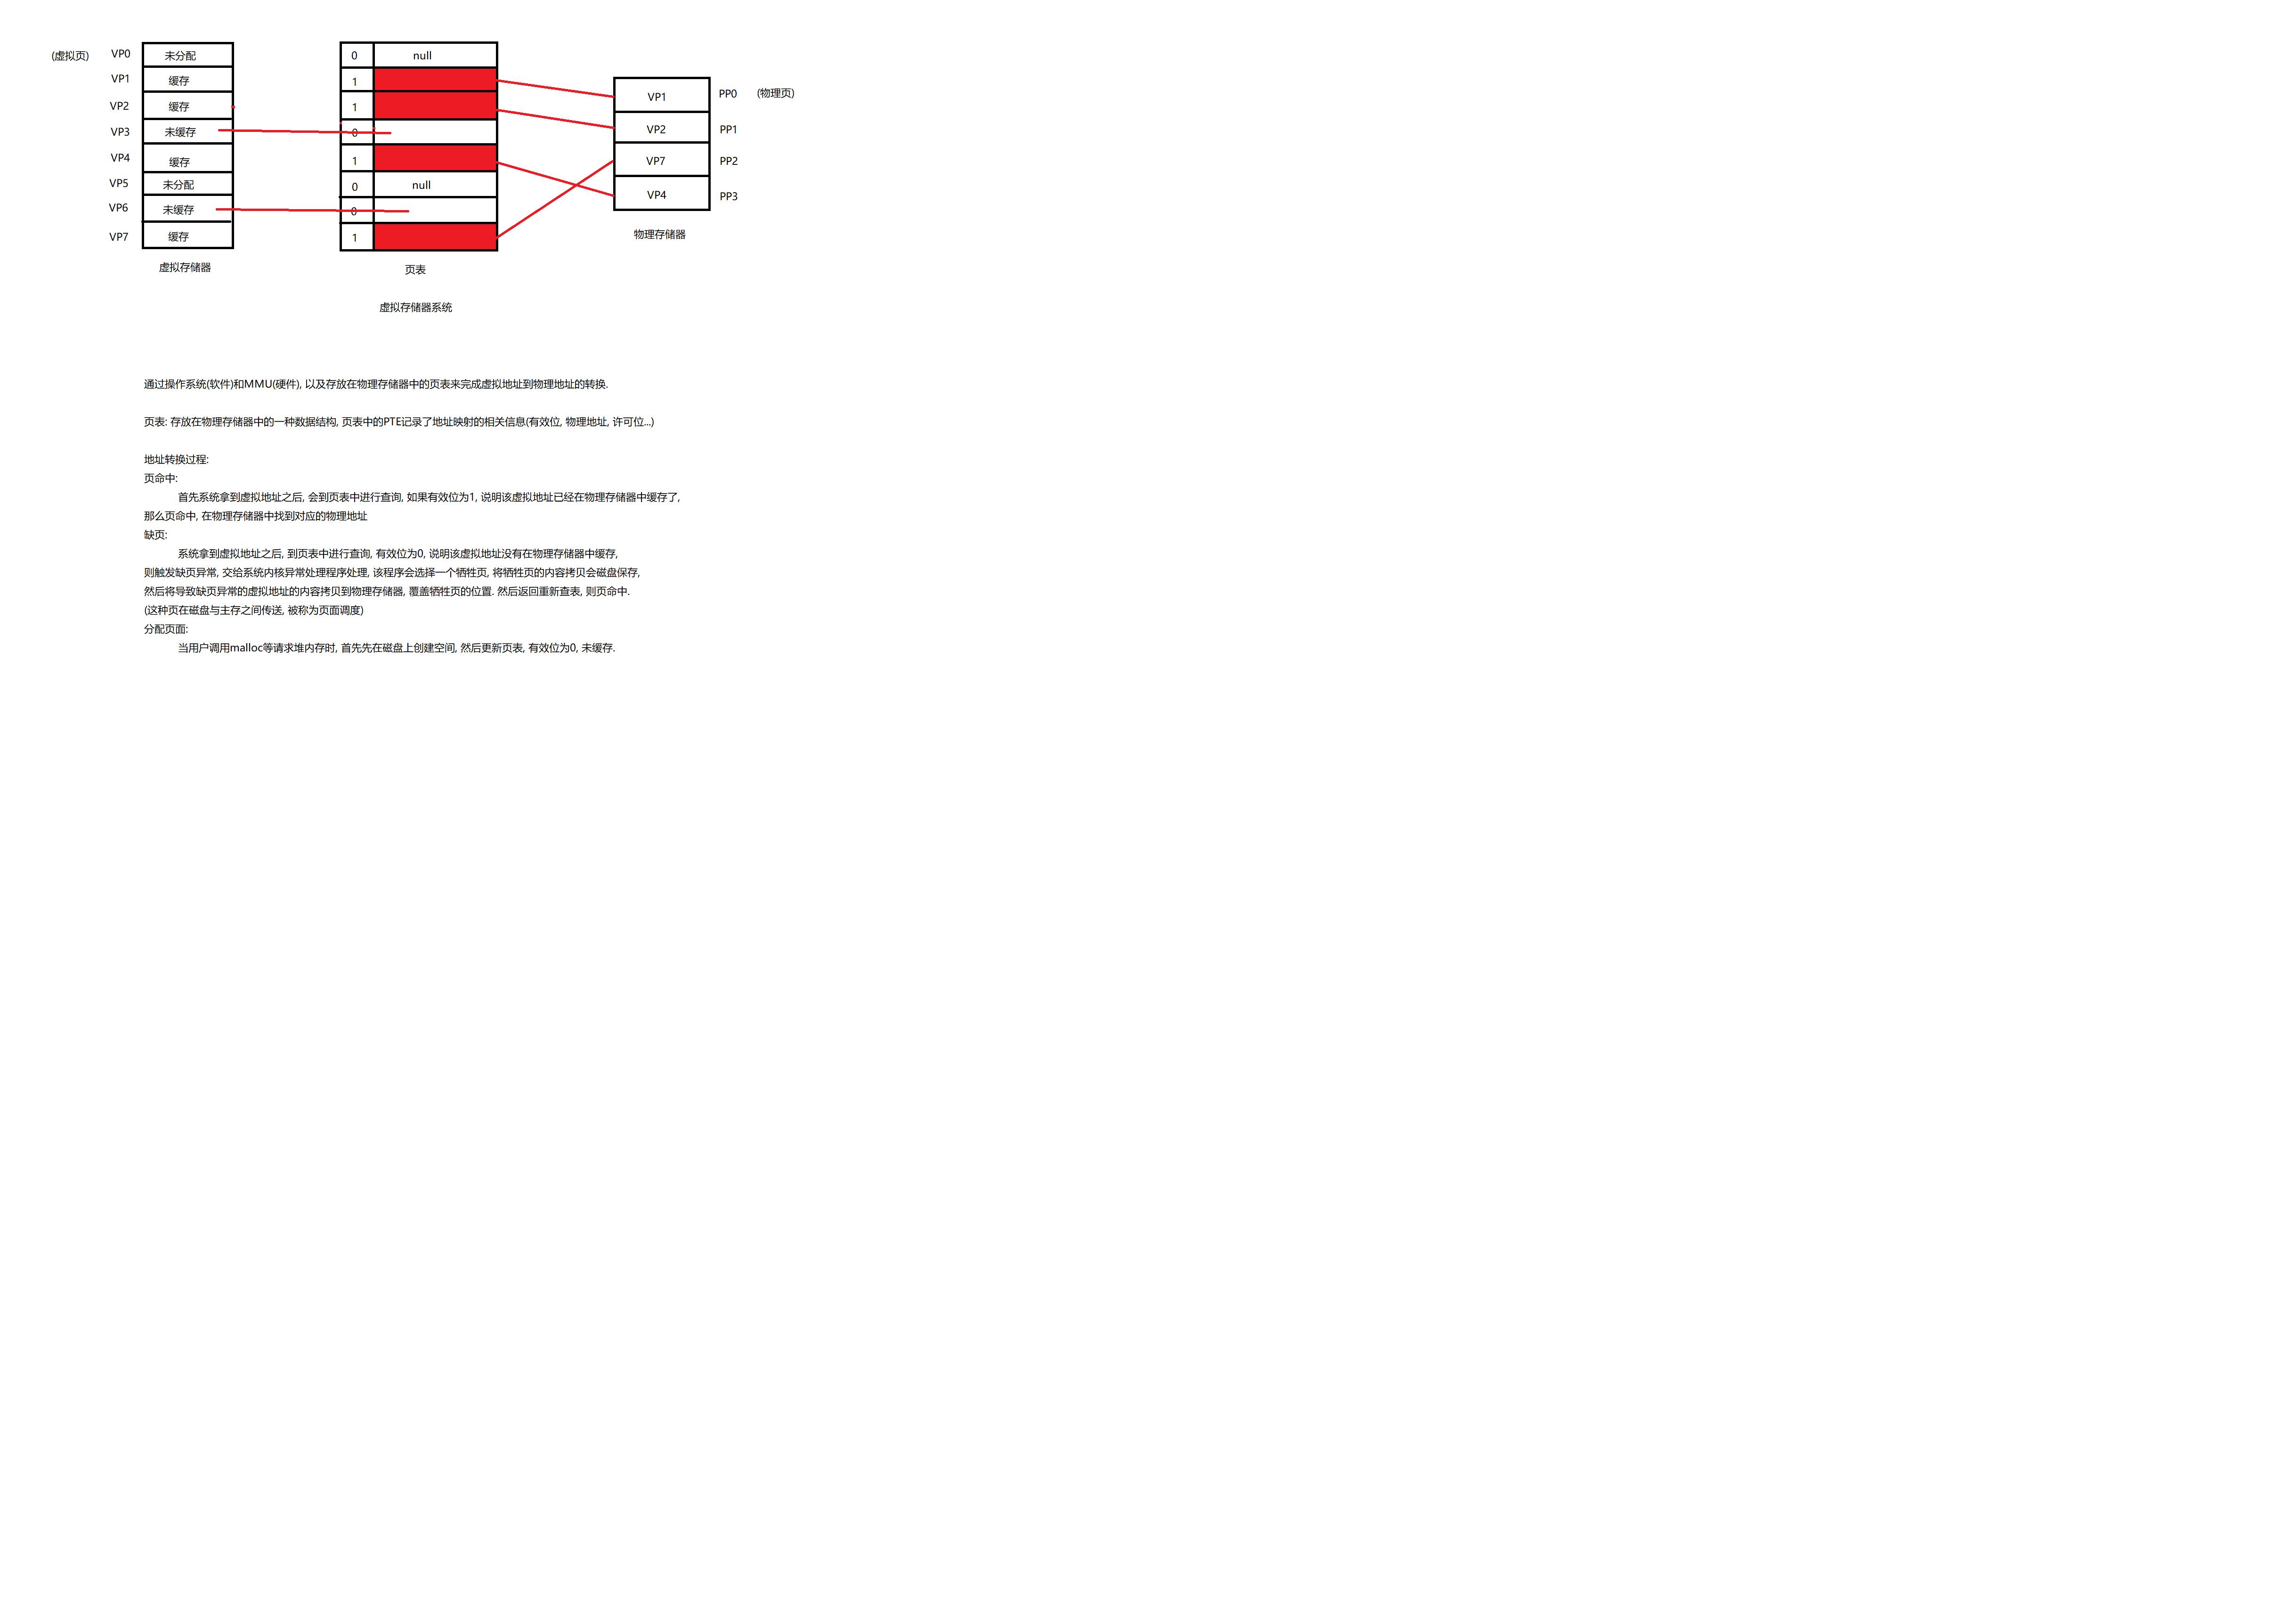 (虚拟页)
VP0
未分配
VP1
缓存
VP2
缓存
VP3
未缓存
VP4
缓存
VP5
未分配
VP6
未缓存
VP7
缓存
虚拟存储器
0
null
1
1
0
1
0
null
0
1
页表
VP1
PP0
(物理页)
VP2
PP1
VP7
PP2
VP4
PP3
物理存储器
虚拟存储器系统
通过操作系统(软件)和MMU(硬件), 以及存放在物理存储器中的页表来完成虚拟地址到物理地址的转换.
页表: 存放在物理存储器中的一种数据结构, 页表中的PTE记录了地址映射的相关信息(有效位, 物理地址, 许可位...)
地址转换过程:
页命中:
首先系统拿到虚拟地址之后, 会到页表中进行查询, 如果有效位为1, 说明该虚拟地址已经在物理存储器中缓存了,
那么页命中, 在物理存储器中找到对应的物理地址
缺页:
系统拿到虚拟地址之后, 到页表中进行查询, 有效位为0, 说明该虚拟地址没有在物理存储器中缓存,
则触发缺页异常, 交给系统内核异常处理程序处理, 该程序会选择一个牺牲页, 将牺牲页的内容拷贝会磁盘保存,
然后将导致缺页异常的虚拟地址的内容拷贝到物理存储器, 覆盖牺牲页的位置. 然后返回重新查表, 则页命中.
(这种页在磁盘与主存之间传送, 被称为页面调度)
分配页面:
当用户调用malloc等请求堆内存时, 首先先在磁盘上创建空间, 然后更新页表, 有效位为0, 未缓存.